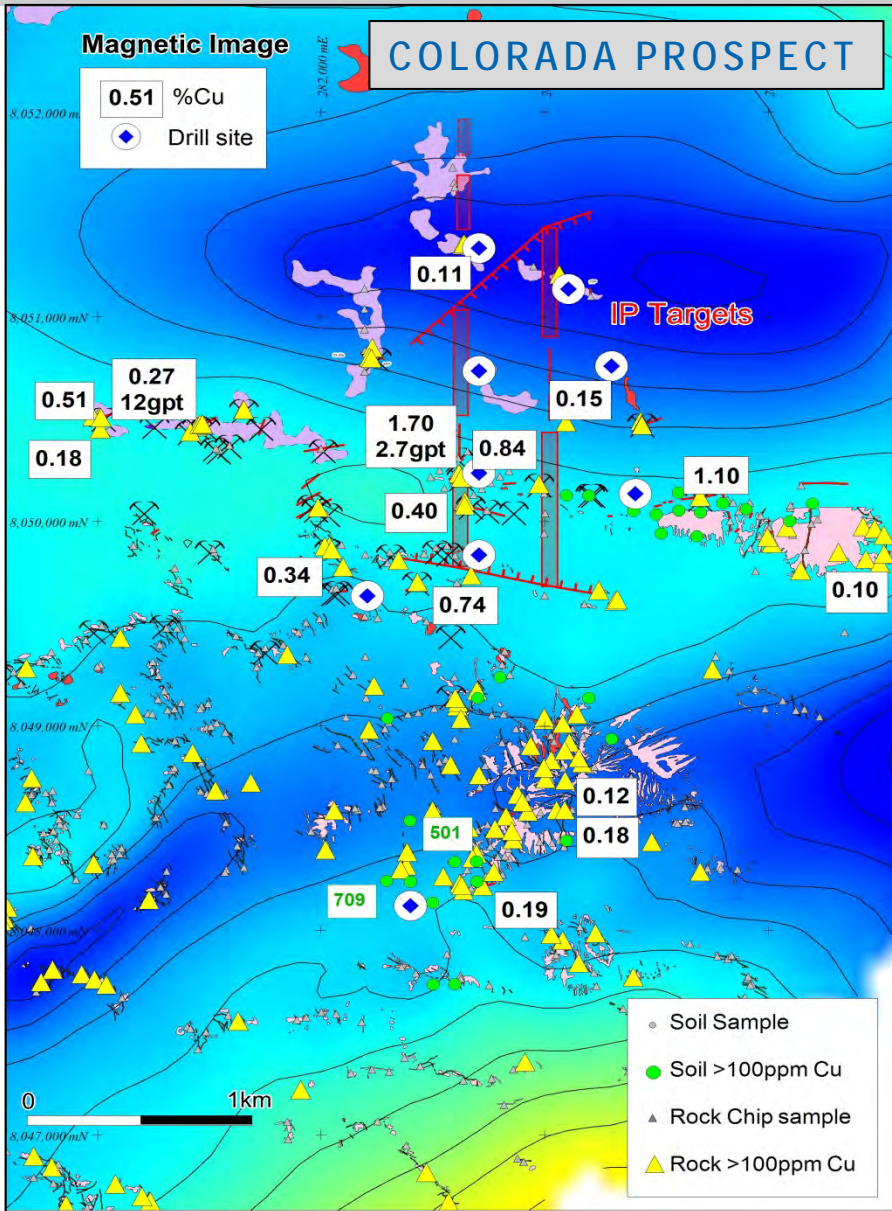 COLORADA PROSPECT
Magnetic Image
0.51 %Cu
Drill site
282,000 mE
8,052,000 m
0.11
8,051,000 mN
IP Targets
0.27
12gpt
0.51
0.18
1.70
2.7gpt
0.84
0.15
1.10
0.40
8,050,000 mN
0.34
0.74
0.10
8,049,000 mN
0.12
501
0.18
709
0.19
8,048,000 mN
Soil Sample
Soil >100ppm Cu
Rock Chip sample
Rock >100ppm Cu
0 1km
8,047,000 mN